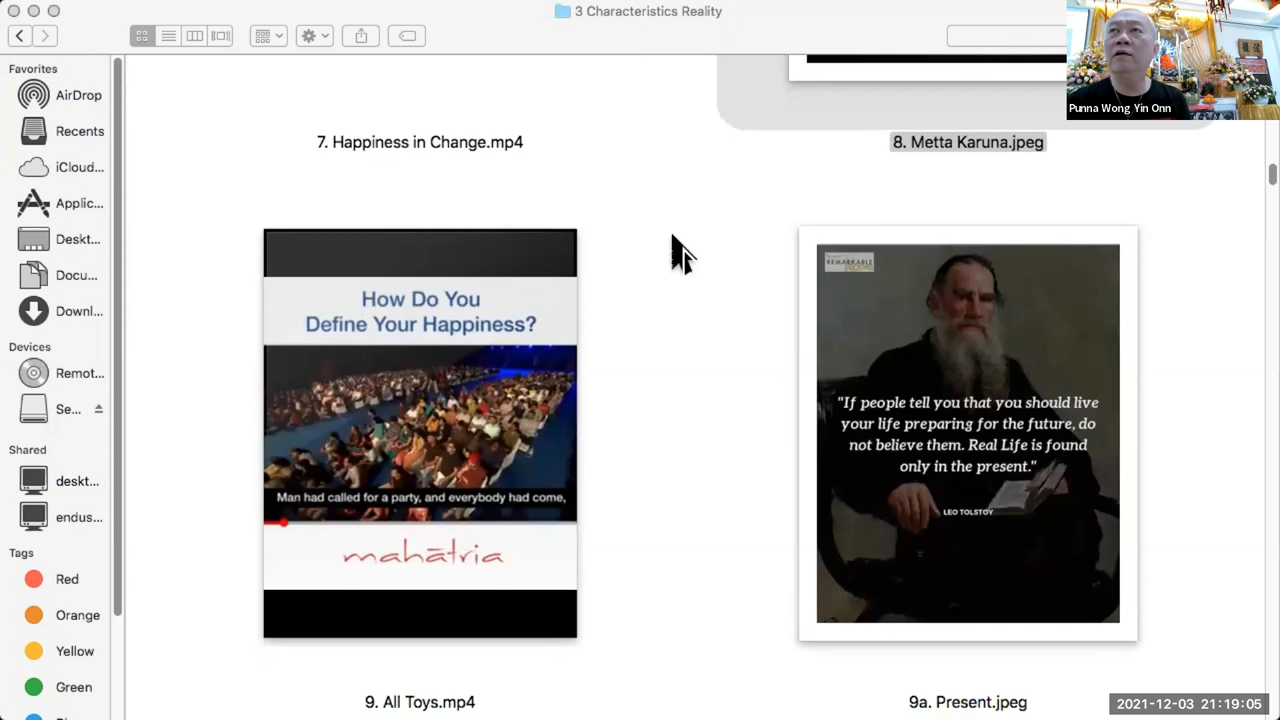 3 Characteristics Reality
Favorites
AirDrop
Recents
iCloud...
Applic...
Deskt...
Docu...
Downl...
Devices
Remot...
Se...
Shared
deskt...
endus...
Tags
Red
Orange
Yellow
Green
Punna Wong Yin Onn
7. Happiness in Change.mp4
8. Metta Karuna.jpeg
How Do You
Define Your Happiness?
Man had called for a party, and everybody had come,
mahātria
9. All Toys.mp4
REMARKABLE
"If people tell you that you should live
your life preparing for the future, do
not believe them. Real Life is found
only in the present."
LEO TOLSTOY
9a. Present.jpeg
2021-12-03 21:19:05